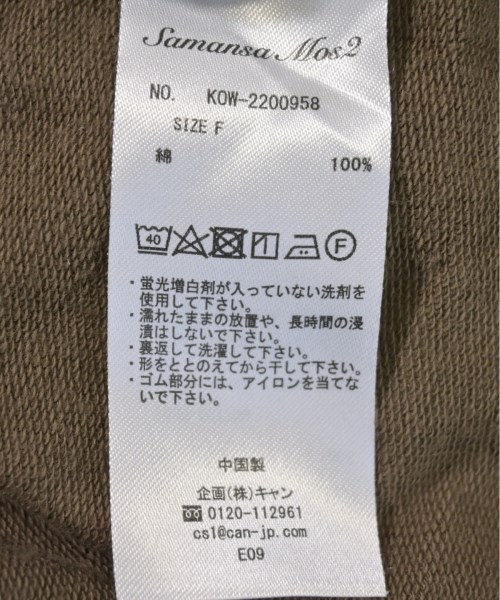 Samansa Mos2
NO. KOW-2200958
SIZE F
綿 100%
40 F
・蛍光増白剤が入っていない洗剤を
使用して下さい。
・濡れたままの放置や、長時間の浸
漬はしないで下さい。
・裏返して洗濯して下さい。
・形をととのえてから干して下さい。
・ゴム部分には、アイロンを当てな
いで下さい。
中国製
企画(株)キャン
0120-112961
cs1@can-jp.com
E09